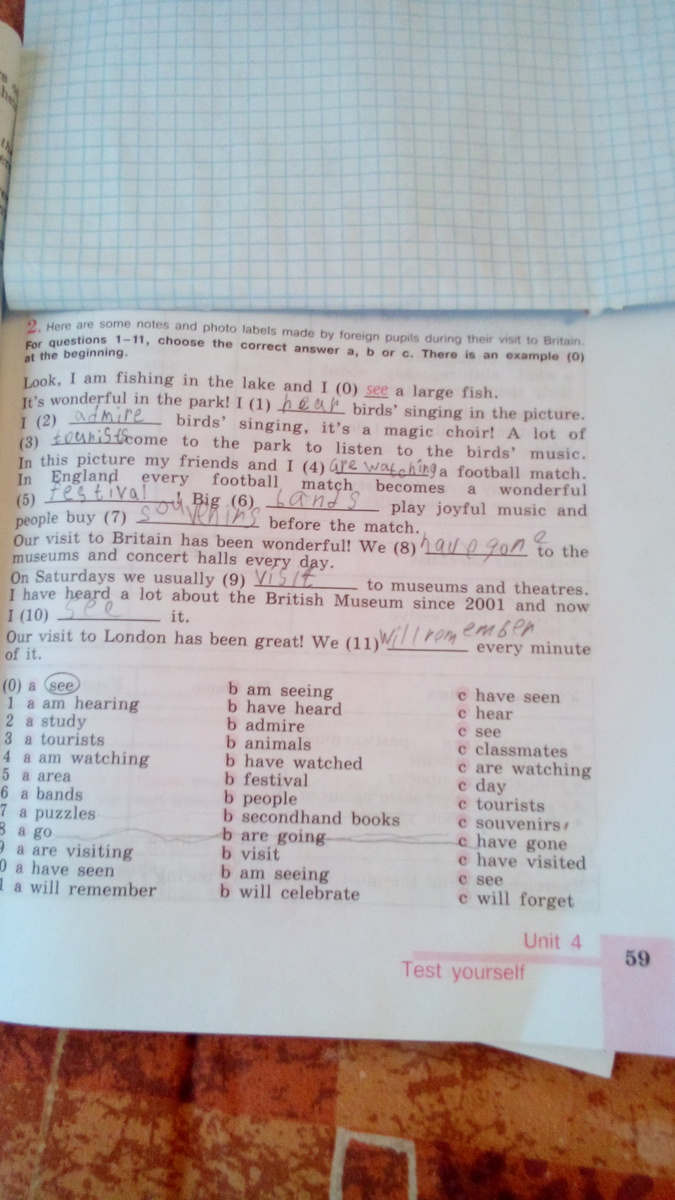 2. Here are some notes and photo labels made by foreign pupils during their visit to Britain.
For questions 1–11, choose the correct answer a, b or c. There is an example (0)
at the beginning.
Look, I am fishing in the lake and I (0) see a large fish.
It's wonderful in the park! I (1) hear birds' singing in the picture.
I (2) admire birds' singing, it's a magic choir! A lot of
(3) tourists come to the park to listen to the birds' music.
In this picture my friends and I (4) are watching a football match.
In England every football match becomes a wonderful
(5) festival ! Big (6) bands play joyful music and
people buy (7) souvenirs before the match.
Our visit to Britain has been wonderful! We (8) have gone to the
museums and concert halls every day.
On Saturdays we usually (9) visit to museums and theatres.
I have heard a lot about the British Museum since 2001 and now
I (10) see it.
Our visit to London has been great! We (11) will remember every minute
of it.
(0) a see b am seeing c have seen
1 a am hearing b have heard c hear
2 a study b admire c see
3 a tourists b animals c classmates
4 a am watching b have watched c are watching
5 a area b festival c day
6 a bands b people c tourists
7 a puzzles b secondhand books c souvenirs
8 a go b are going c have gone
9 a are visiting b visit c have visited
0 a have seen b am seeing c see
1 a will remember b will celebrate c will forget
Unit 4
Test yourself
59